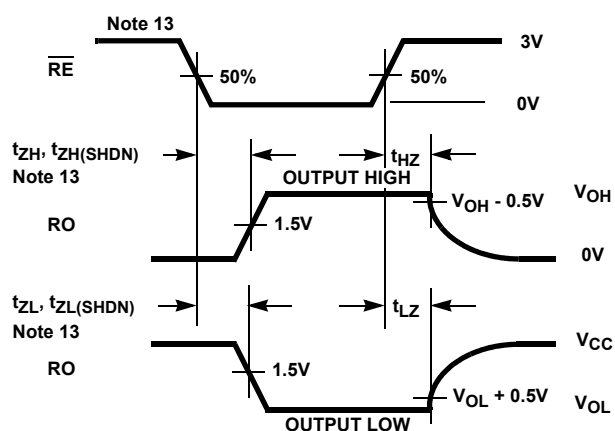 Note 13
RE
50%
50%
3V
0V
tZH, tZH(SHDN)
Note 13
tHZ
OUTPUT HIGH
RO
1.5V
VOH - 0.5V
VOH
0V
tZL, tZL(SHDN)
Note 13
tLZ
RO
1.5V
VCC
VOL + 0.5V
VOL
OUTPUT LOW